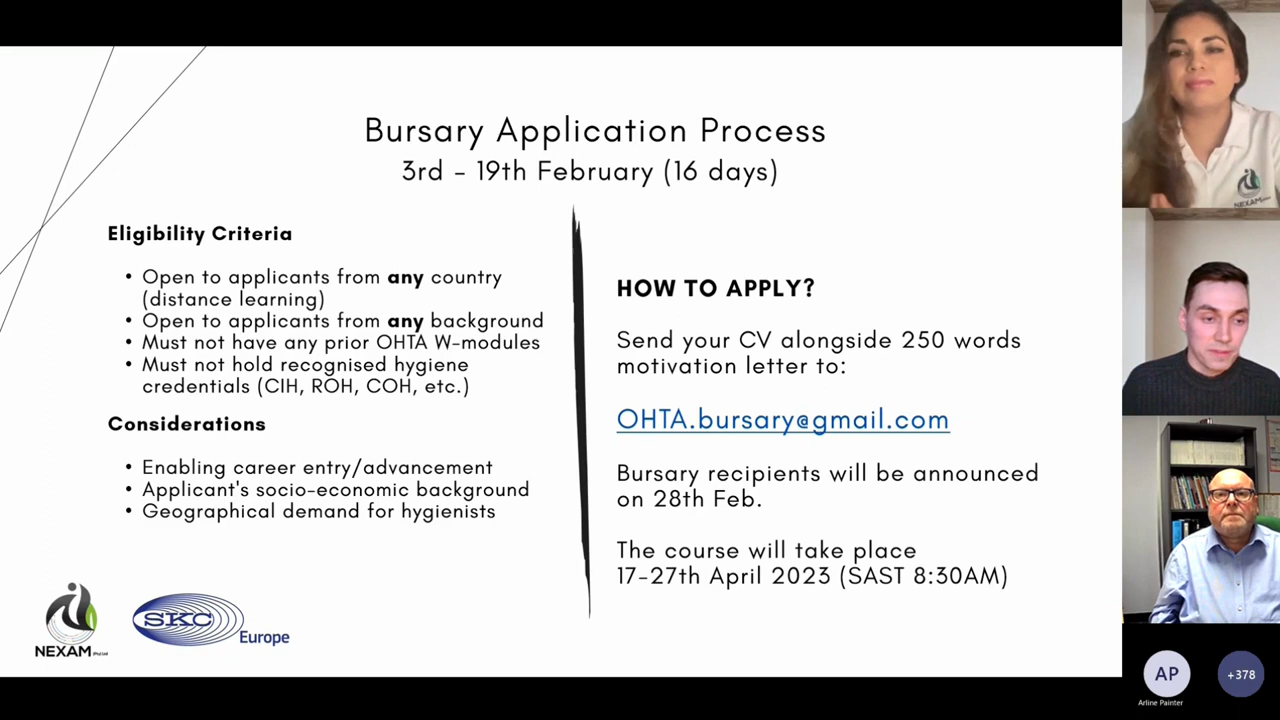 Bursary Application Process
3rd - 19th February (16 days)
Eligibility Criteria
• Open to applicants from any country
(distance learning)
• Open to applicants from any background
• Must not have any prior OHTA W-modules
• Must not hold recognised hygiene
credentials (CIH, ROH, COH, etc.)
Considerations
• Enabling career entry/advancement
• Applicant's socio-economic background
• Geographical demand for hygienists
HOW TO APPLY?
Send your CV alongside 250 words
motivation letter to:
OHTA.bursary@gmail.com
Bursary recipients will be announced
on 28th Feb.
The course will take place
17-27th April 2023 (SAST 8:30AM)
NEXAM (Pty) Ltd
SKC
Europe
NEXAM
AP
Arline Painter
+378